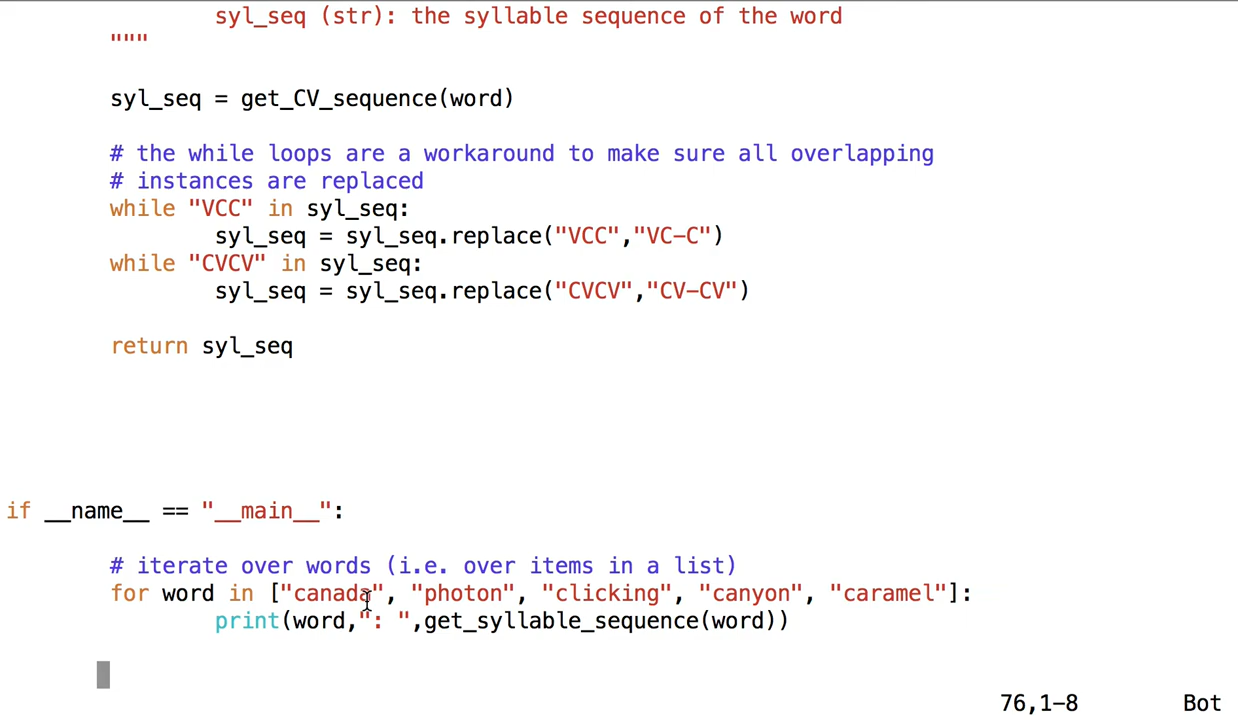 syl_seq (str): the syllable sequence of the word
"""
syl_seq = get_CV_sequence(word)
# the while loops are a workaround to make sure all overlapping
# instances are replaced
while "VCC" in syl_seq:
syl_seq = syl_seq.replace("VCC","VC-C")
while "CVCV" in syl_seq:
syl_seq = syl_seq.replace("CVCV","CV-CV")
return syl_seq
if __name__ == "__main__":
# iterate over words (i.e. over items in a list)
for word in ["canada", "photon", "clicking", "canyon", "caramel"]:
print(word,": ",get_syllable_sequence(word))
76,1-8 Bot